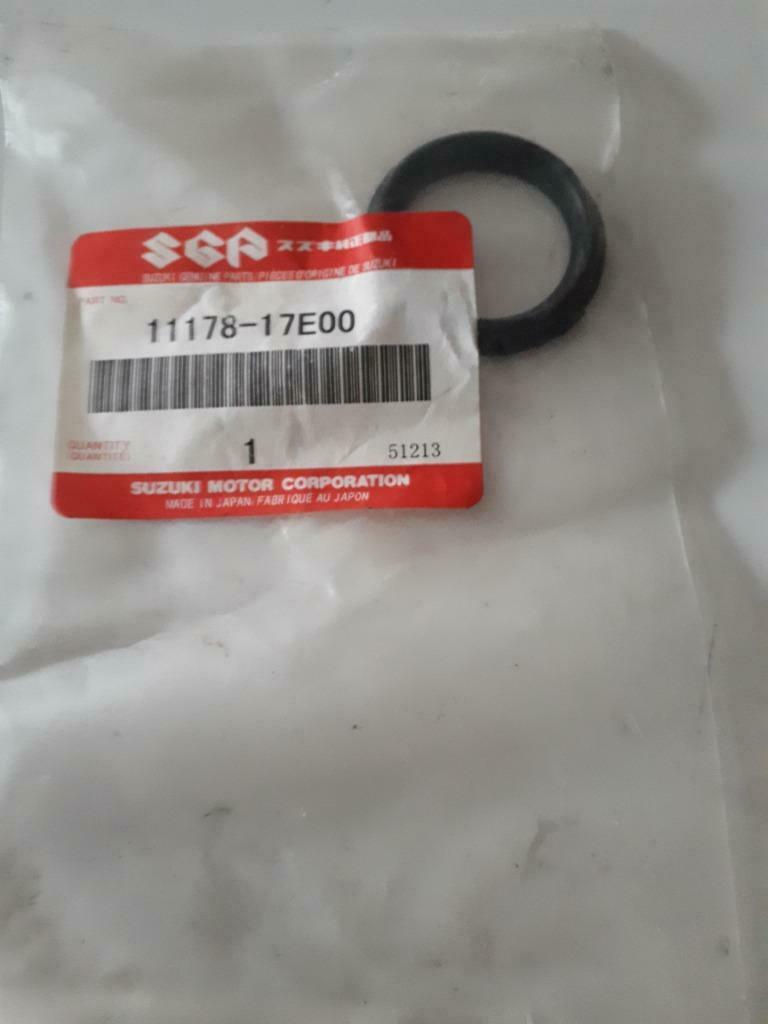 SGP スズキ純正部品
SUZUKI GENUINE PARTS/PIECES D'ORIGINE DE SUZUKI
PART NO.
11178-17E00
QUANTITY
(QUANTITÉ)
1
51213
SUZUKI MOTOR CORPORATION
MADE IN JAPAN/FABRIQUE AU JAPON